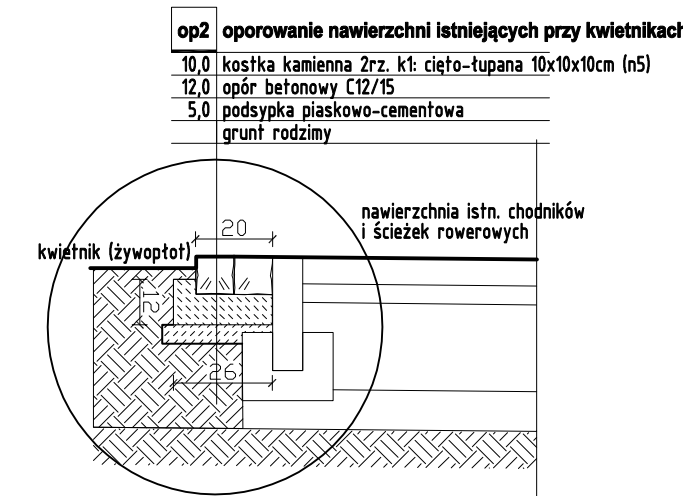 op2 oporowanie nawierzchni istniejących przy kwietnikach
10,0 kostka kamienna 2rz. k1: cięto-łupana 10x10x10cm (n5)
12,0 opór betonowy C12/15
5,0 podsypka piaskowo-cementowa
grunt rodzimy
nawierzchnia istn. chodników
i ścieżek rowerowych
20
kwietnik (żywopłot)
12
26